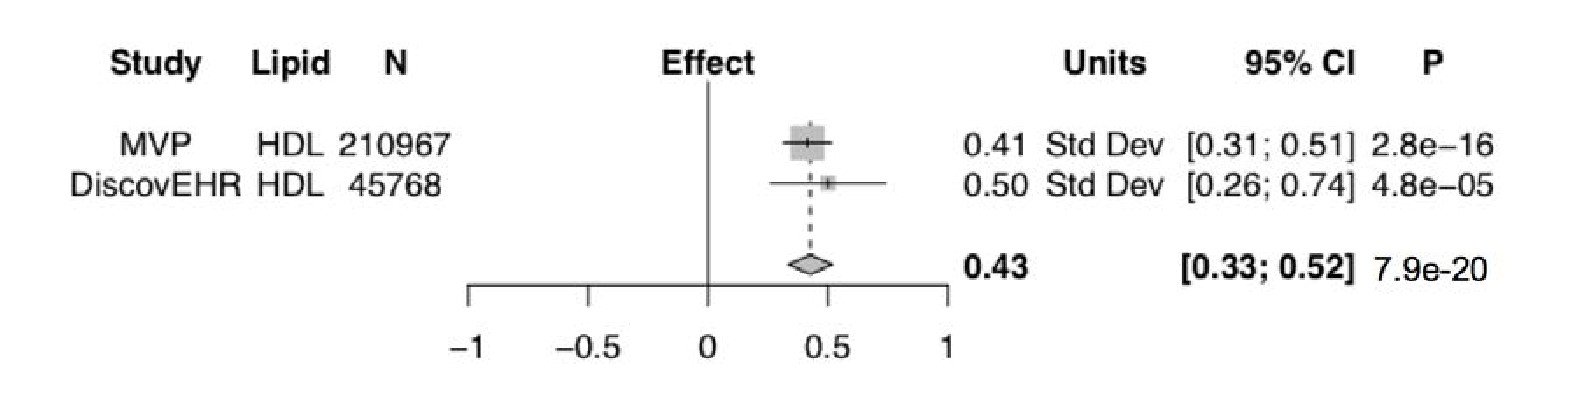 Study Lipid N Effect Units 95% CI P
MVP HDL 210967 0.41 Std Dev [0.31; 0.51] 2.8e−16
DiscovEHR HDL 45768 0.50 Std Dev [0.26; 0.74] 4.8e−05
0.43 [0.33; 0.52] 7.9e-20
−1 −0.5 0 0.5 1